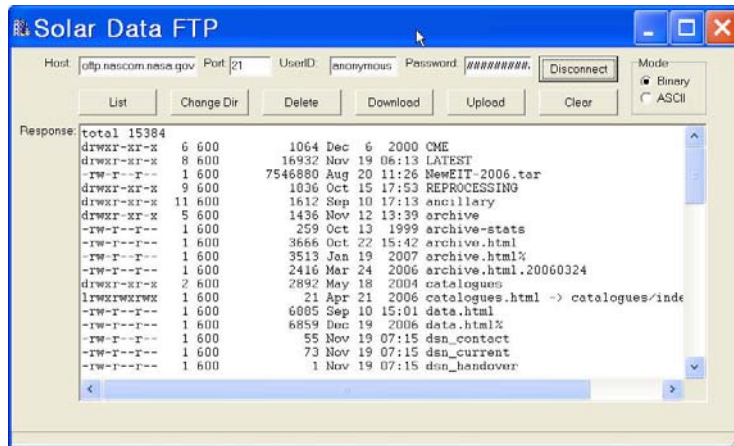 Solar Data FTP
Host: oftp.nascom.nasa.gov Port: 21 UserID: anonymous Password: ######### Disconnect
Mode
Binary
ASCII
List Change Dir Delete Download Upload Clear
Response: total 15384
drwxr-xr-x 6 600 1064 Dec 6 2000 CME
drwxr-xr-x 8 600 16932 Nov 19 06:13 LATEST
-rw-r--r-- 1 600 7546880 Aug 20 11:26 NewEIT-2006.tar
drwxr-xr-x 9 600 1036 Oct 15 17:53 REPROCESSING
drwxr-xr-x 11 600 1612 Sep 10 17:13 ancillary
drwxr-xr-x 5 600 1436 Nov 12 13:39 archive
-rw-r--r-- 1 600 259 Oct 13 1999 archive-stats
-rw-r--r-- 1 600 3666 Oct 22 15:42 archive.html
-rw-r--r-- 1 600 3513 Jan 19 2007 archive.html%
-rw-r--r-- 1 600 2416 Mar 24 2006 archive.html.20060324
drwxr-xr-x 2 600 2892 May 18 2004 catalogues
lrwxrwxrwx 1 600 21 Apr 21 2006 catalogues.html -> catalogues/inde
-rw-r--r-- 1 600 6885 Sep 10 15:01 data.html
-rw-r--r-- 1 600 6859 Dec 19 2006 data.html%
-rw-r--r-- 1 600 55 Nov 19 07:15 dsn_contact
-rw-r--r-- 1 600 73 Nov 19 07:15 dsn_current
-rw-r--r-- 1 600 1 Nov 19 07:15 dsn_handover